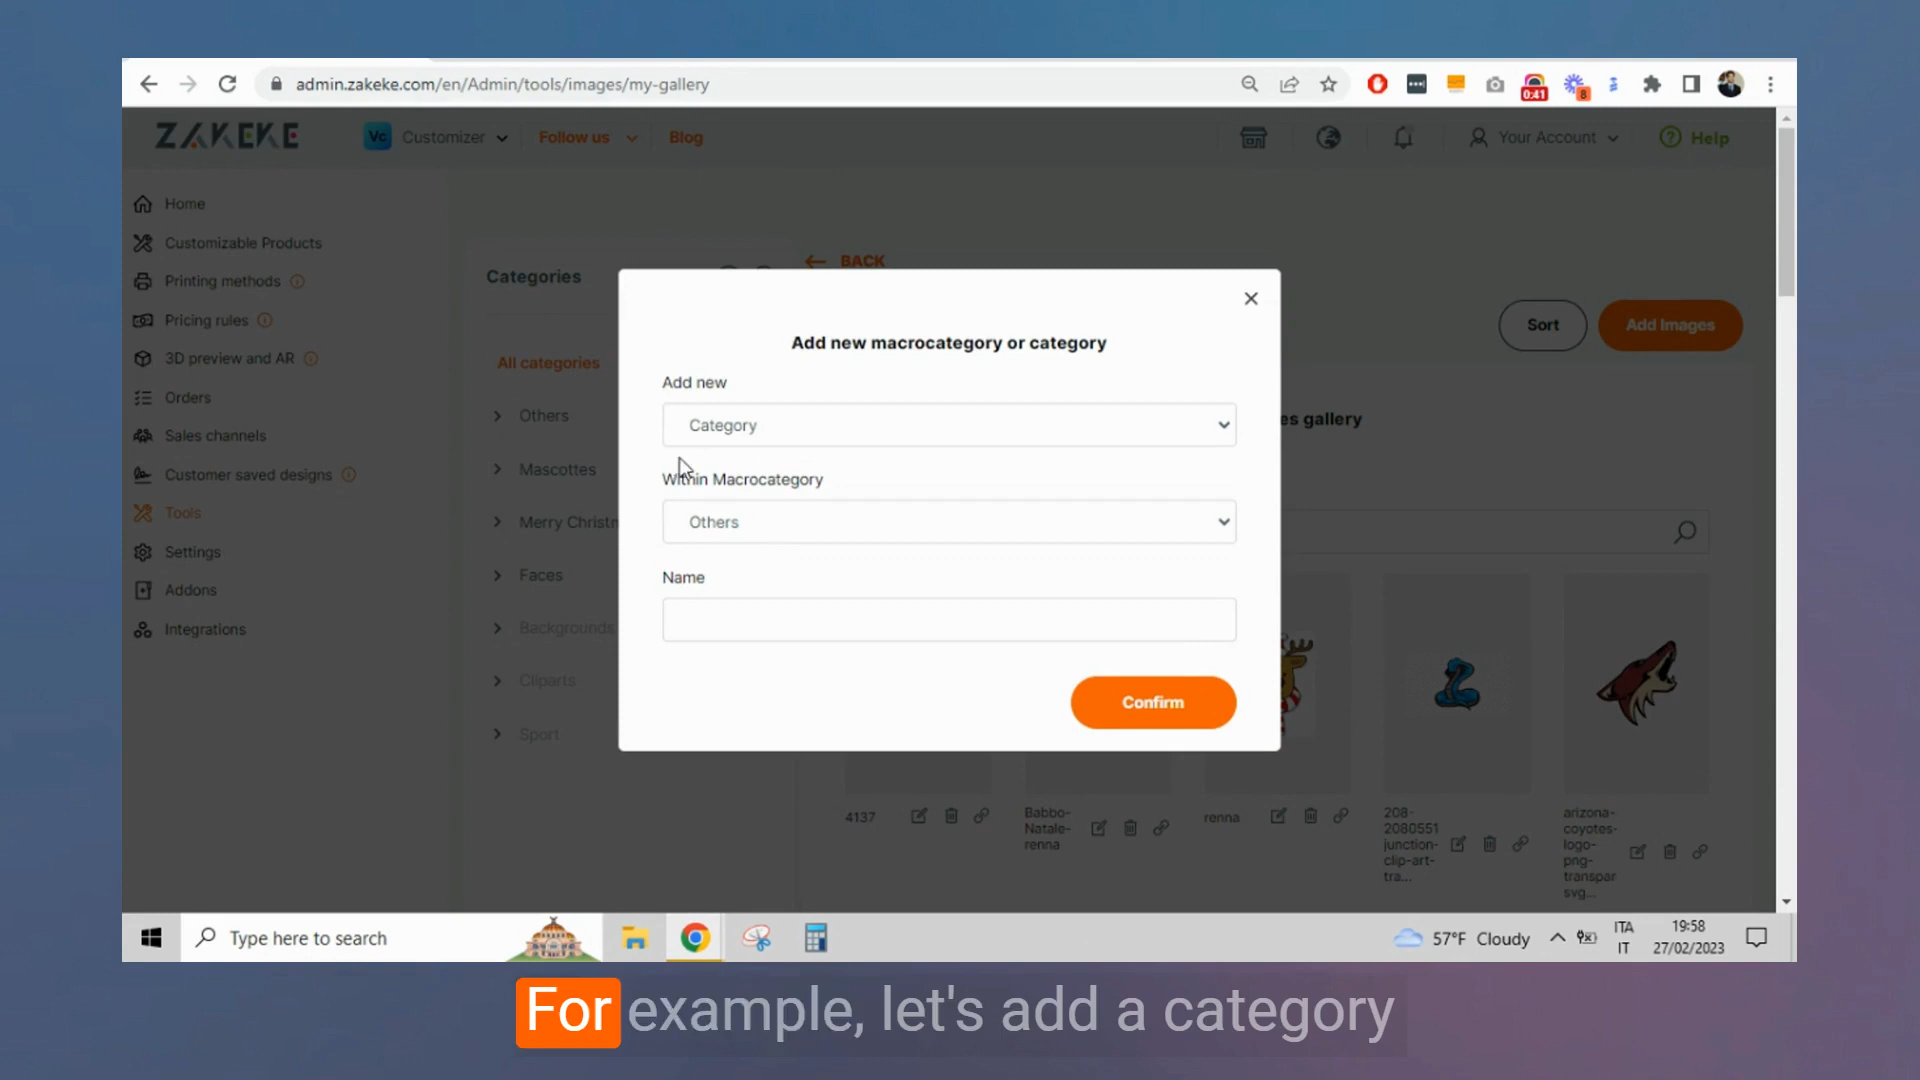 admin.zakeke.com/en/Admin/tools/images/my-gallery
0:41
8
ZAKEKE
Vc Customizer
Follow us
Blog
Your Account
Help
Home
Customizable Products
Printing methods
Pricing rules
3D preview and AR
Orders
Sales channels
Customer saved designs
Tools
Settings
Addons
Integrations
Categories
All categories
Others
Mascottes
Merry Christm
Faces
Backgrounds
Cliparts
Sport
BACK
Sort
Add Images
es gallery
Add new macrocategory or category
Add new
Category
Within Macrocategory
Others
Name
Confirm
4137
Babbo-
Natale-
renna
renna
208-
2080551
junction-
clip-art-
tra...
arizona-
coyotes-
logo-
png-
transpar
svg...
Type here to search
57°F Cloudy
ITA
IT
19:58
27/02/2023
For example, let's add a category